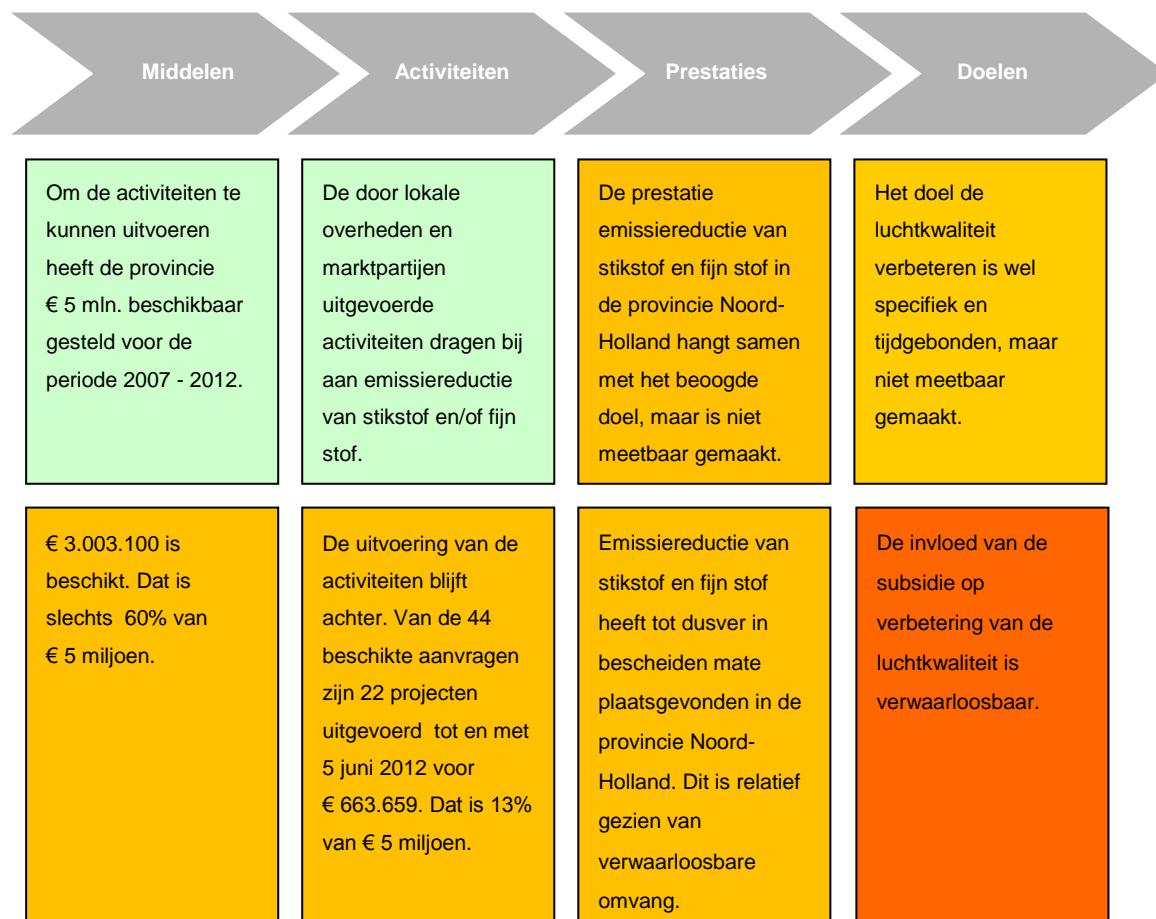 Middelen
Activiteiten
Prestaties
Doelen
Om de activiteiten te
kunnen uitvoeren
heeft de provincie
€ 5 mln. beschikbaar
gesteld voor de
periode 2007 - 2012.
De door lokale
overheden en
marktpartijen
uitgevoerde
activiteiten dragen bij
aan emissiereductie
van stikstof en/of fijn
stof.
De prestatie
emissiereductie van
stikstof en fijn stof in
de provincie Noord-
Holland hangt samen
met het beoogde
doel, maar is niet
meetbaar gemaakt.
Het doel de
luchtkwaliteit
verbeteren is wel
specifiek en
tijdgebonden, maar
niet meetbaar
gemaakt.
€ 3.003.100 is
beschikt. Dat is
slechts 60% van
€ 5 miljoen.
De uitvoering van de
activiteiten blijft
achter. Van de 44
beschikte aanvragen
zijn 22 projecten
uitgevoerd tot en met
5 juni 2012 voor
€ 663.659. Dat is 13%
van € 5 miljoen.
Emissiereductie van
stikstof en fijn stof
heeft tot dusver in
bescheiden mate
plaatsgevonden in de
provincie Noord-
Holland. Dit is relatief
gezien van
verwaarloosbare
omvang.
De invloed van de
subsidie op
verbetering van de
luchtkwaliteit is
verwaarloosbaar.